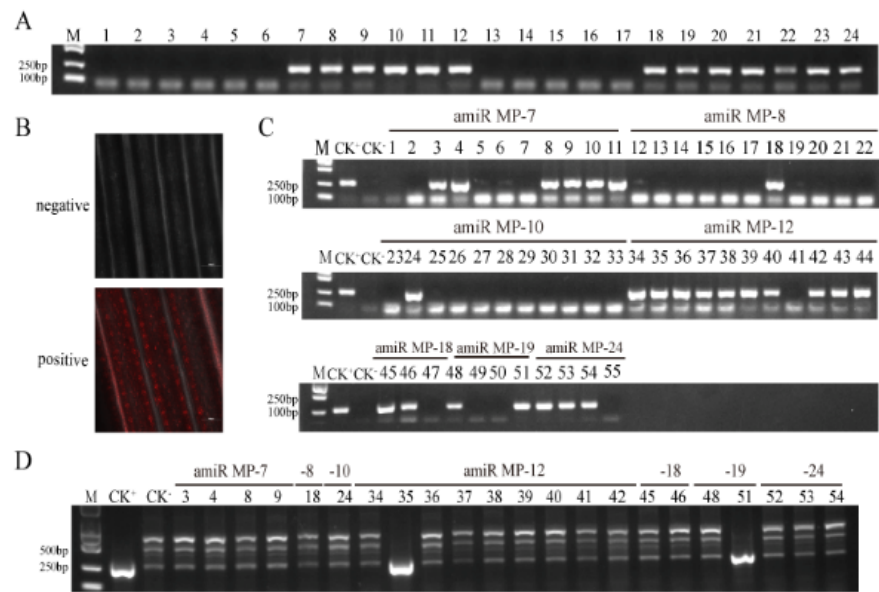 A
M 1 2 3 4 5 6 7 8 9 10 11 12 13 14 15 16 17 18 19 20 21 22 23 24
250bp
100bp
B
negative
positive
C
amiR MP-7 amiR MP-8
M CK+ CK- 1 2 3 4 5 6 7 8 9 10 11 12 13 14 15 16 17 18 19 20 21 22
250bp
100bp
amiR MP-10 amiR MP-12
M CK+ CK- 23 24 25 26 27 28 29 30 31 32 33 34 35 36 37 38 39 40 41 42 43 44
250bp
100bp
amiR MP-18 amiR MP-19 amiR MP-24
M CK+ CK- 45 46 47 48 49 50 51 52 53 54 55
250bp
100bp
D
amiR MP-7 -8 -10 amiR MP-12 -18 -19 -24
M CK+ CK- 3 4 8 9 18 24 34 35 36 37 38 39 40 41 42 45 46 48 51 52 53 54
500bp
250bp